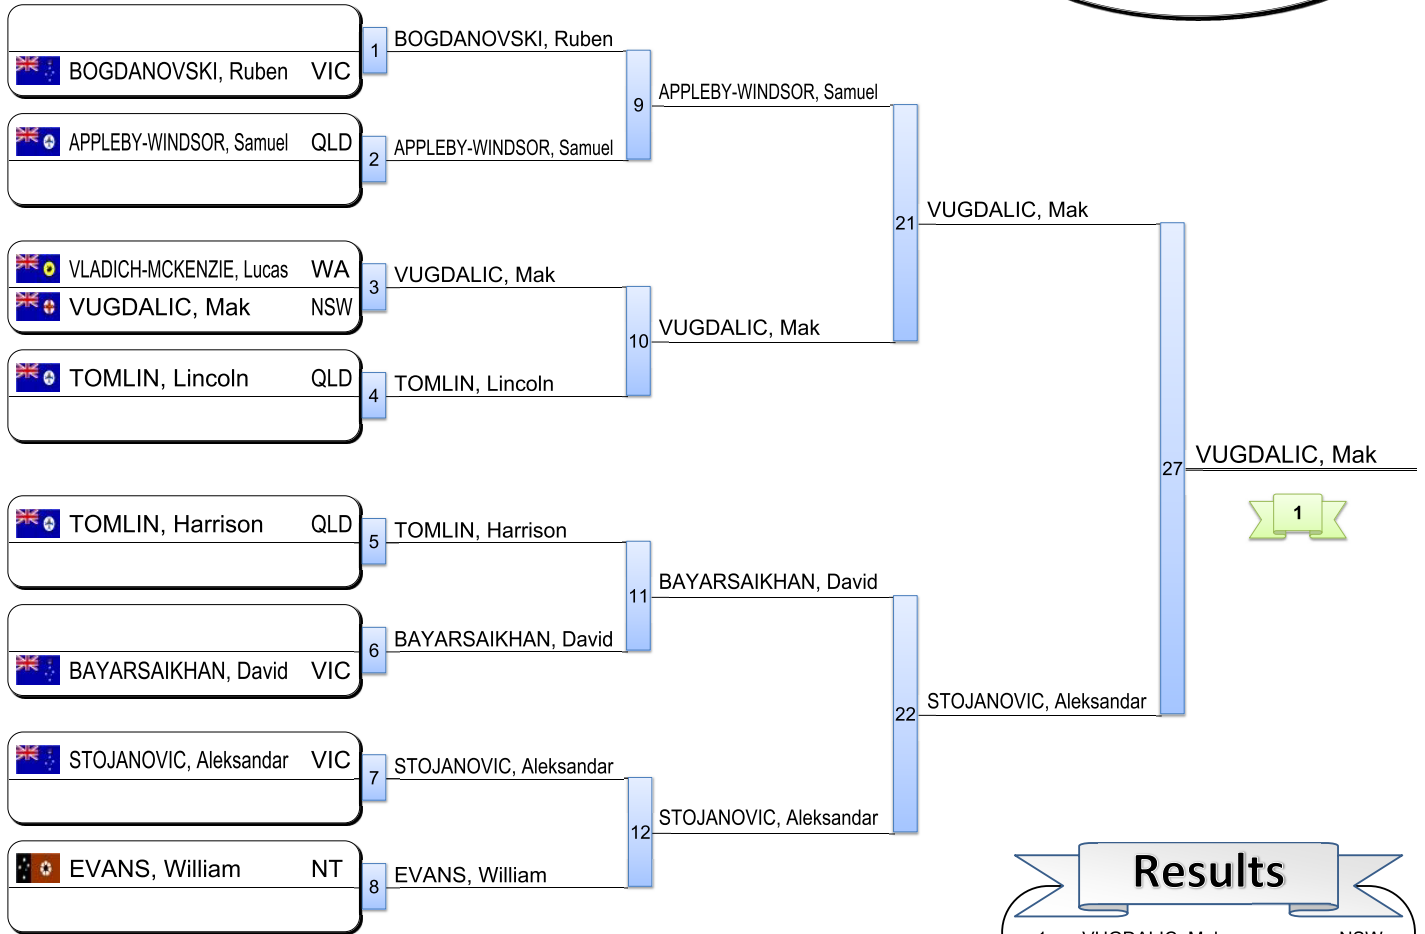 BOGDANOVSKI, Ruben VIC
1
BOGDANOVSKI, Ruben
APPLEBY-WINDSOR, Samuel QLD
2
APPLEBY-WINDSOR, Samuel
9
APPLEBY-WINDSOR, Samuel
VLADICH-MCKENZIE, Lucas WA
VUGDALIC, Mak NSW
3
VUGDALIC, Mak
TOMLIN, Lincoln QLD
4
TOMLIN, Lincoln
10
VUGDALIC, Mak
21
VUGDALIC, Mak
TOMLIN, Harrison QLD
5
TOMLIN, Harrison
BAYARSAIKHAN, David VIC
6
BAYARSAIKHAN, David
11
BAYARSAIKHAN, David
STOJANOVIC, Aleksandar VIC
7
STOJANOVIC, Aleksandar
EVANS, William NT
8
EVANS, William
12
STOJANOVIC, Aleksandar
22
STOJANOVIC, Aleksandar
27
VUGDALIC, Mak
1
Results
1 VUGDALIC, Mak NSW